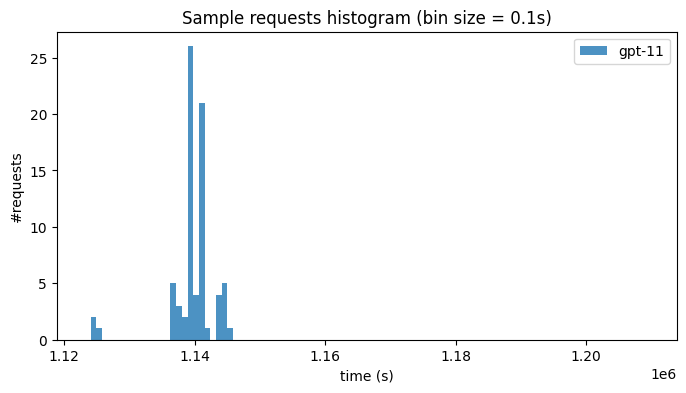 Sample requests histogram (bin size = 0.1s)
gpt-11
#requests
25
20
15
10
5
0
1.12 1.14 1.16 1.18 1.20
1e6
time (s)